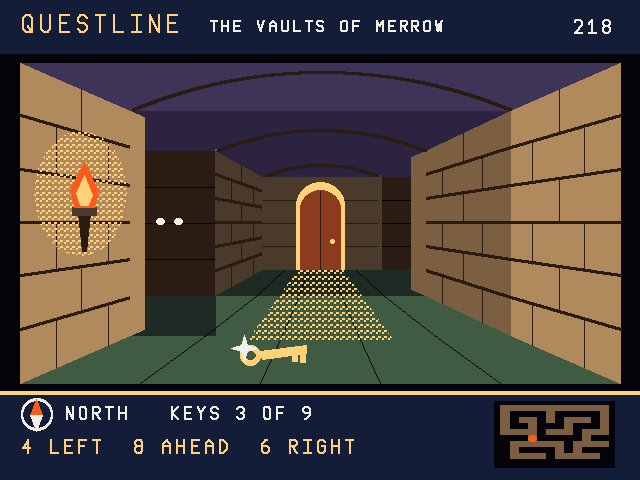 QUESTLINE THE VAULTS OF MERROW 218
NORTH KEYS 3 OF 9
4 LEFT 8 AHEAD 6 RIGHT